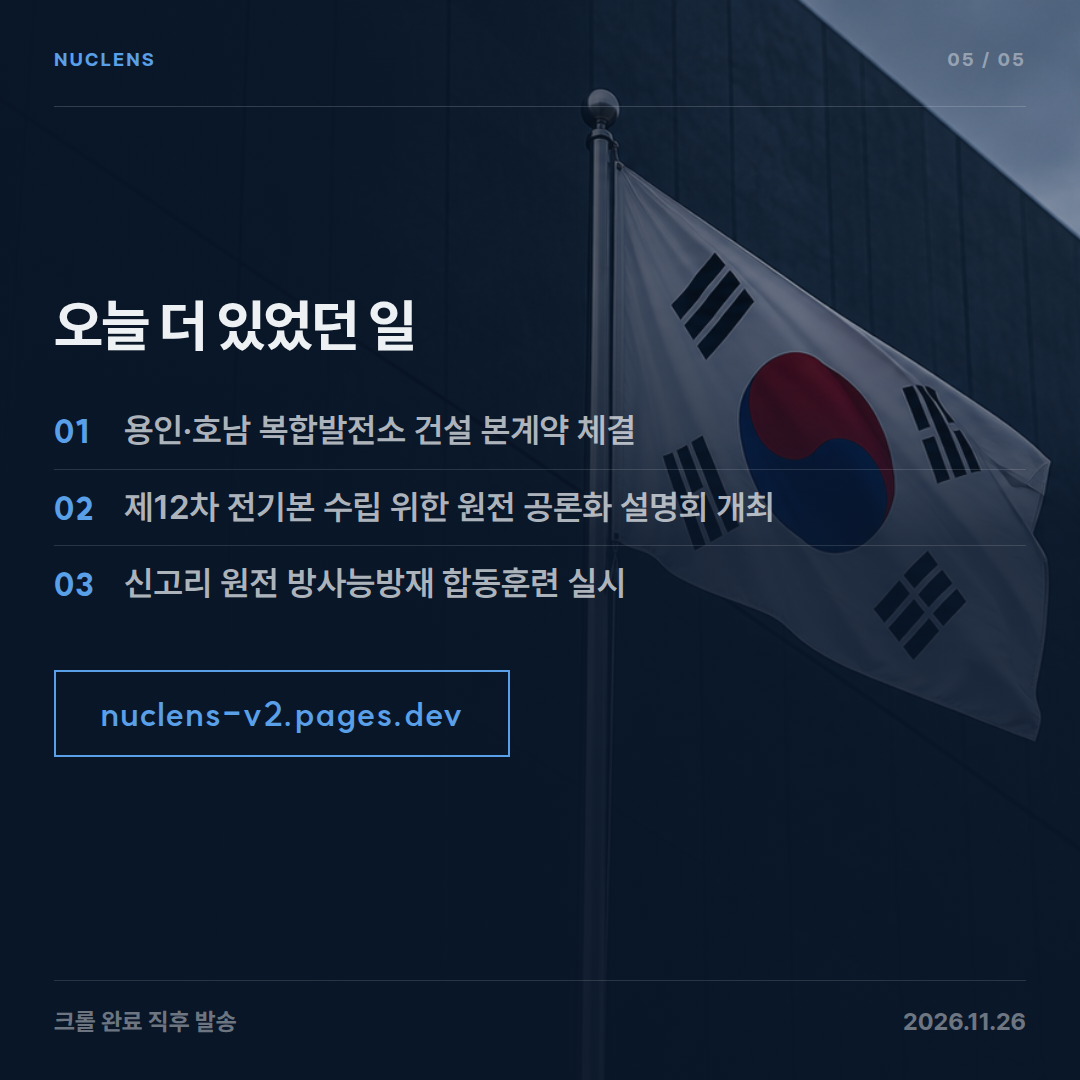 NUCLENS
05 / 05
오늘 더 있었던 일
01 용인·호남 복합발전소 건설 본계약 체결
02 제12차 전기본 수립 위한 원전 공론화 설명회 개최
03 신고리 원전 방사능방재 합동훈련 실시
nuclens-v2.pages.dev
크롤 완료 직후 발송
2026.11.26